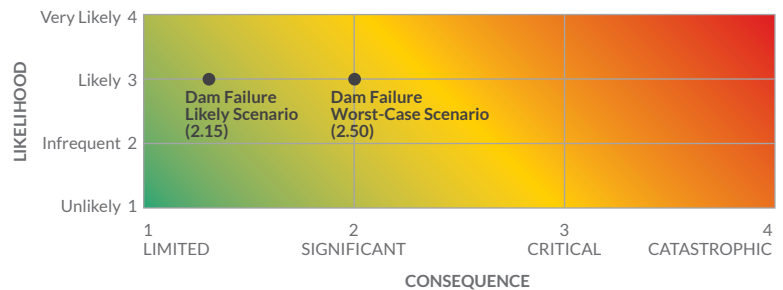 Very Likely 4
Likely 3
Infrequent 2
Unlikely 1
LIKELIHOOD
Dam Failure
Likely Scenario
(2.15)
Dam Failure
Worst-Case Scenario
(2.50)
1
LIMITED
2
SIGNIFICANT
3
CRITICAL
4
CATASTROPHIC
CONSEQUENCE